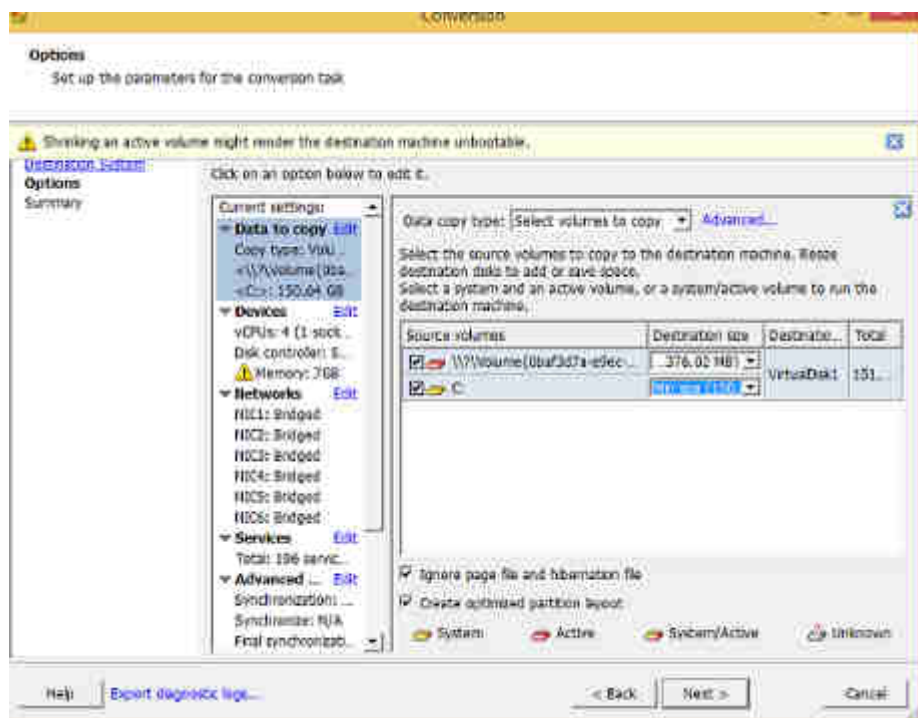 Conversion
Options
Set up the parameters for the conversion task
Shrinking an active volume might render the destination machine unbootable.
Destination System
Options
Summary
Click on an option below to edit it.
Current settings:
Data to copy Edit
Copy type: Volu...
<\\?\Volume{0ba...
<C:>: 150.64 GB
Devices Edit
vCPUs: 4 (1 sock...
Disk controller: S...
Memory: 7GB
Networks Edit
NIC1: Bridged
NIC2: Bridged
NIC3: Bridged
NIC4: Bridged
NIC5: Bridged
NIC6: Bridged
Services Edit
Total: 196 servic...
Advanced ... Edit
Synchronization: ...
Synchronize: N/A
Final synchronizati...
Data copy type: Select volumes to copy Advanced...
Select the source volumes to copy to the destination machine. Resize
destination disks to add or save space.
Select a system and an active volume, or a system/active volume to run the
destination machine.
Source volumes Destination size Destinatio... Total
\\?\Volume{0baf3d7a-e9ec-... 376.02 MB) VirtualDisk1 151...
C:
Ignore page file and hibernation file
Create optimized partition layout
System Active System/Active Unknown
Help Export diagnostic logs... < Back Next > Cancel